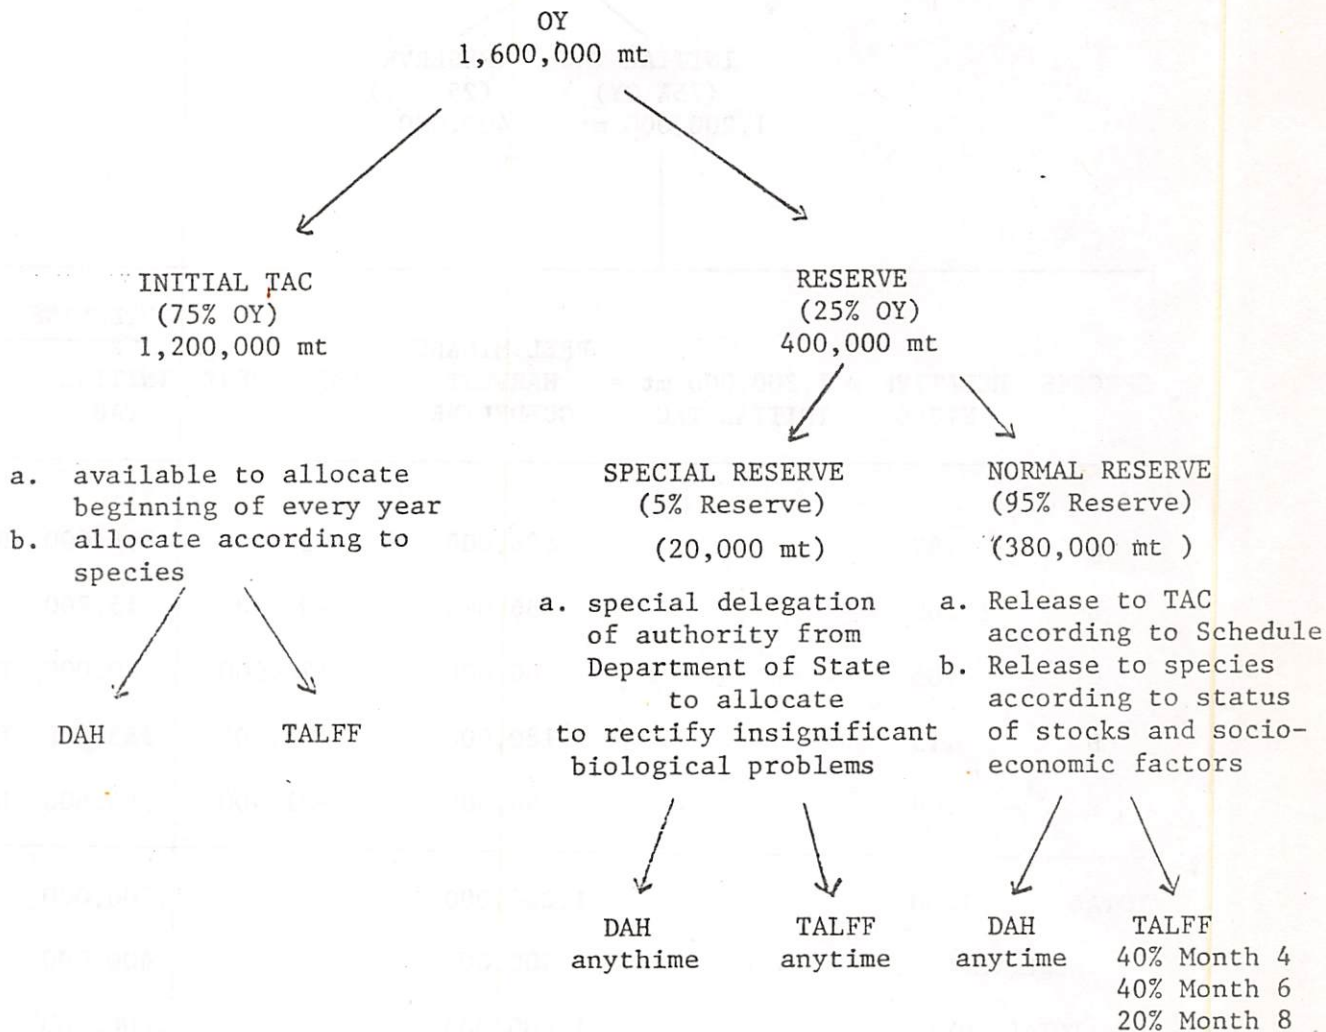 OY
1,600,000 mt
INITIAL TAC
(75% OY)
1,200,000 mt
RESERVE
(25% OY)
400,000 mt
a. available to allocate
beginning of every year
b. allocate according to
species
DAH
TALFF
SPECIAL RESERVE
(5% Reserve)
(20,000 mt)
a. special delegation
of authority from
Department of State
to allocate
to rectify insignificant
biological problems
DAH
anythime
TALFF
anytime
NORMAL RESERVE
(95% Reserve)
(380,000 mt )
a. Release to TAC
according to Schedule
b. Release to species
according to status
of stocks and socio-
economic factors
DAH
anytime
TALFF
40% Month 4
40% Month 6
20% Month 8